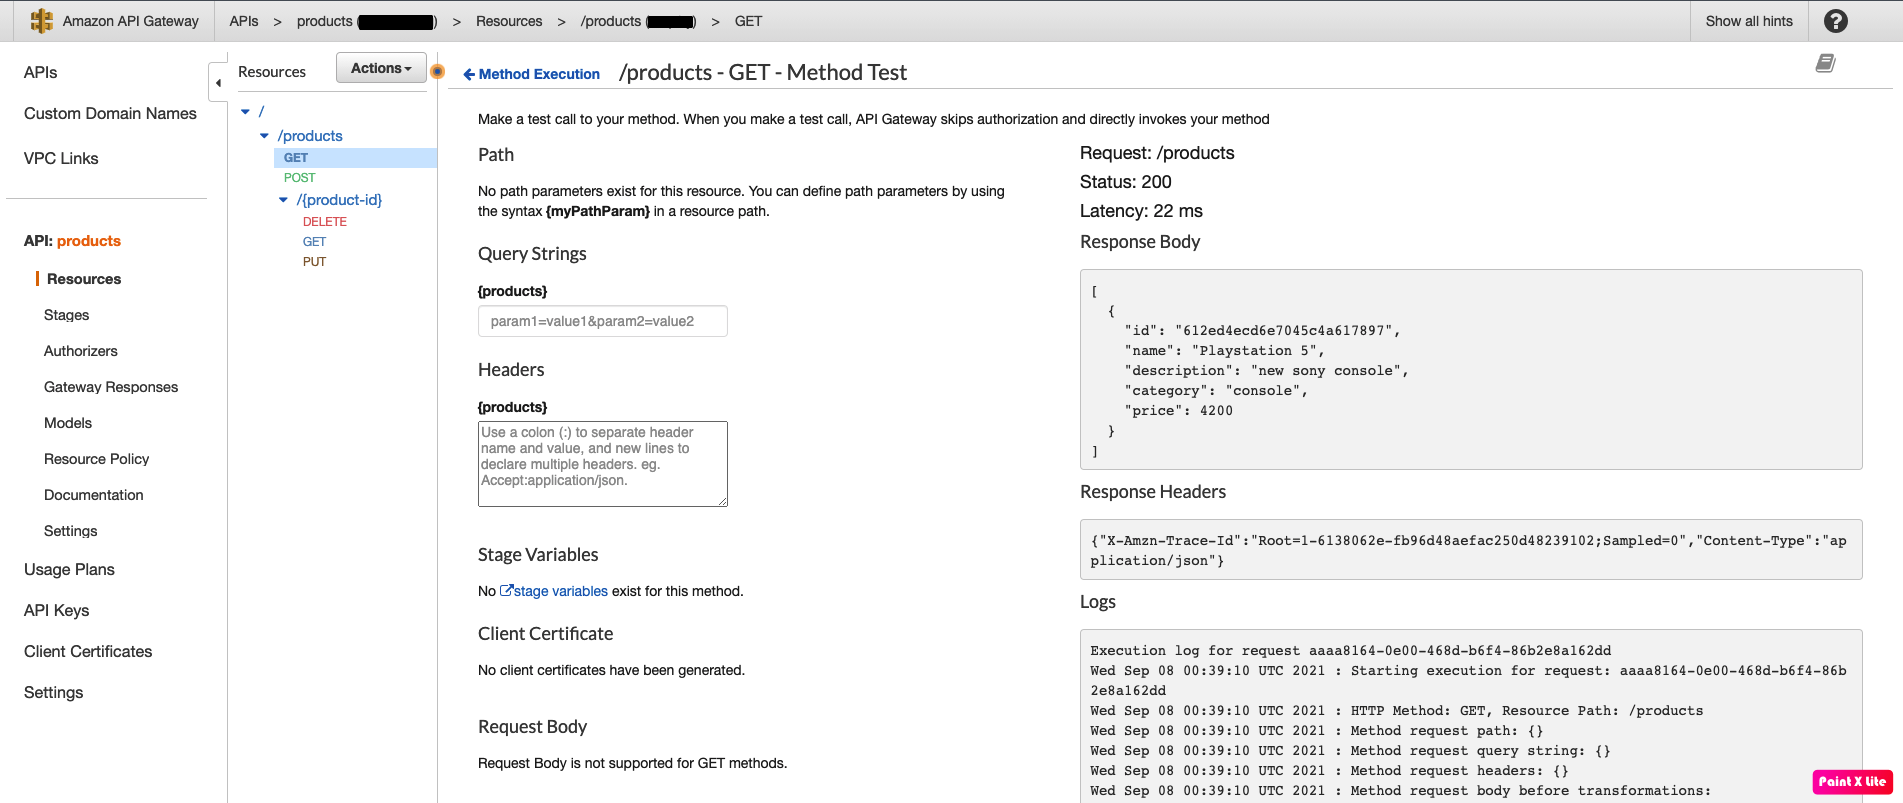 Amazon API Gateway
APIs > products ( ) > Resources > /products ( ) > GET
Show all hints
?
APIs
Custom Domain Names
VPC Links
API: products
Resources
Stages
Authorizers
Gateway Responses
Models
Resource Policy
Documentation
Settings
Usage Plans
API Keys
Client Certificates
Settings
Resources
Actions
/
/products
GET
POST
/{product-id}
DELETE
GET
PUT
Method Execution
/products - GET - Method Test
Make a test call to your method. When you make a test call, API Gateway skips authorization and directly invokes your method
Path
No path parameters exist for this resource. You can define path parameters by using
the syntax {myPathParam} in a resource path.
Query Strings
{products}
param1=value1&param2=value2
Headers
{products}
Use a colon (:) to separate header
name and value, and new lines to
declare multiple headers. eg.
Accept:application/json.
Stage Variables
No stage variables exist for this method.
Client Certificate
No client certificates have been generated.
Request Body
Request Body is not supported for GET methods.
Request: /products
Status: 200
Latency: 22 ms
Response Body
[
{
"id": "612ed4ecd6e7045c4a617897",
"name": "Playstation 5",
"description": "new sony console",
"category": "console",
"price": 4200
}
]
Response Headers
{"X-Amzn-Trace-Id":"Root=1-6138062e-fb96d48aefac250d48239102;Sampled=0","Content-Type":"ap
plication/json"}
Logs
Execution log for request aaaa8164-0e00-468d-b6f4-86b2e8a162dd
Wed Sep 08 00:39:10 UTC 2021 : Starting execution for request: aaaa8164-0e00-468d-b6f4-86b
2e8a162dd
Wed Sep 08 00:39:10 UTC 2021 : HTTP Method: GET, Resource Path: /products
Wed Sep 08 00:39:10 UTC 2021 : Method request path: {}
Wed Sep 08 00:39:10 UTC 2021 : Method request query string: {}
Wed Sep 08 00:39:10 UTC 2021 : Method request headers: {}
Wed Sep 08 00:39:10 UTC 2021 : Method request body before transformations:
Paint X Lite